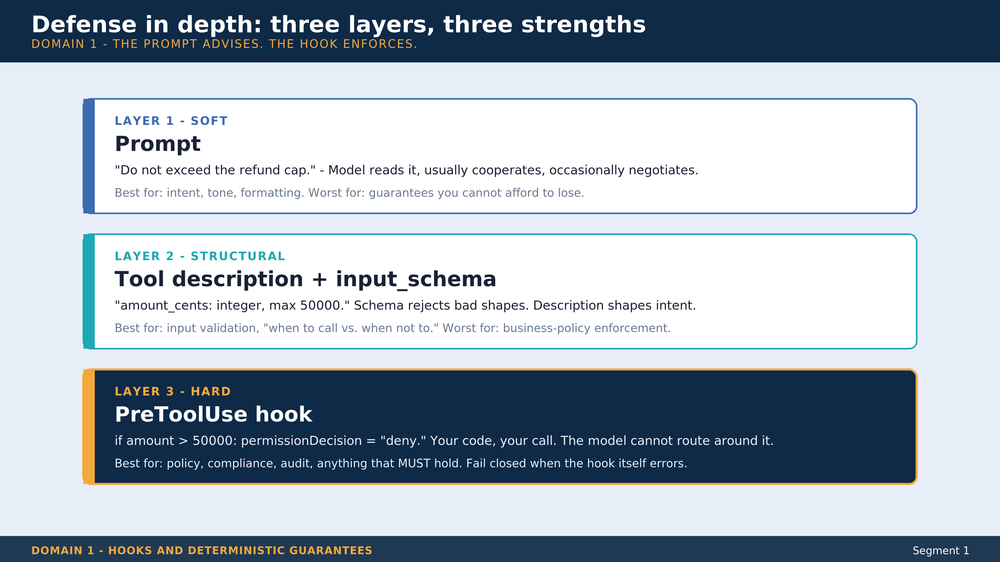 Defense in depth: three layers, three strengths
DOMAIN 1 - THE PROMPT ADVISES. THE HOOK ENFORCES.
LAYER 1 - SOFT
Prompt
"Do not exceed the refund cap." - Model reads it, usually cooperates, occasionally negotiates.
Best for: intent, tone, formatting. Worst for: guarantees you cannot afford to lose.
LAYER 2 - STRUCTURAL
Tool description + input_schema
"amount_cents: integer, max 50000." Schema rejects bad shapes. Description shapes intent.
Best for: input validation, "when to call vs. when not to." Worst for: business-policy enforcement.
LAYER 3 - HARD
PreToolUse hook
if amount > 50000: permissionDecision = "deny." Your code, your call. The model cannot route around it.
Best for: policy, compliance, audit, anything that MUST hold. Fail closed when the hook itself errors.
DOMAIN 1 - HOOKS AND DETERMINISTIC GUARANTEES
Segment 1